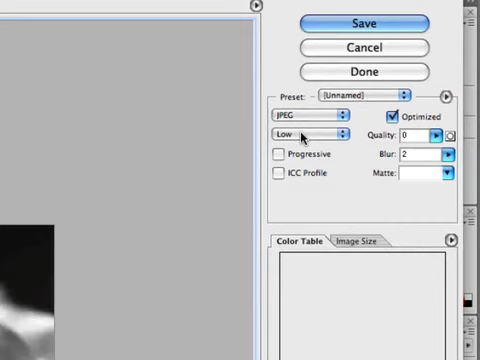 Save
Cancel
Done
Preset: [Unnamed]
JPEG
Optimized
Low
Quality: 0
Progressive
Blur: 2
ICC Profile
Matte:
Color Table
Image Size